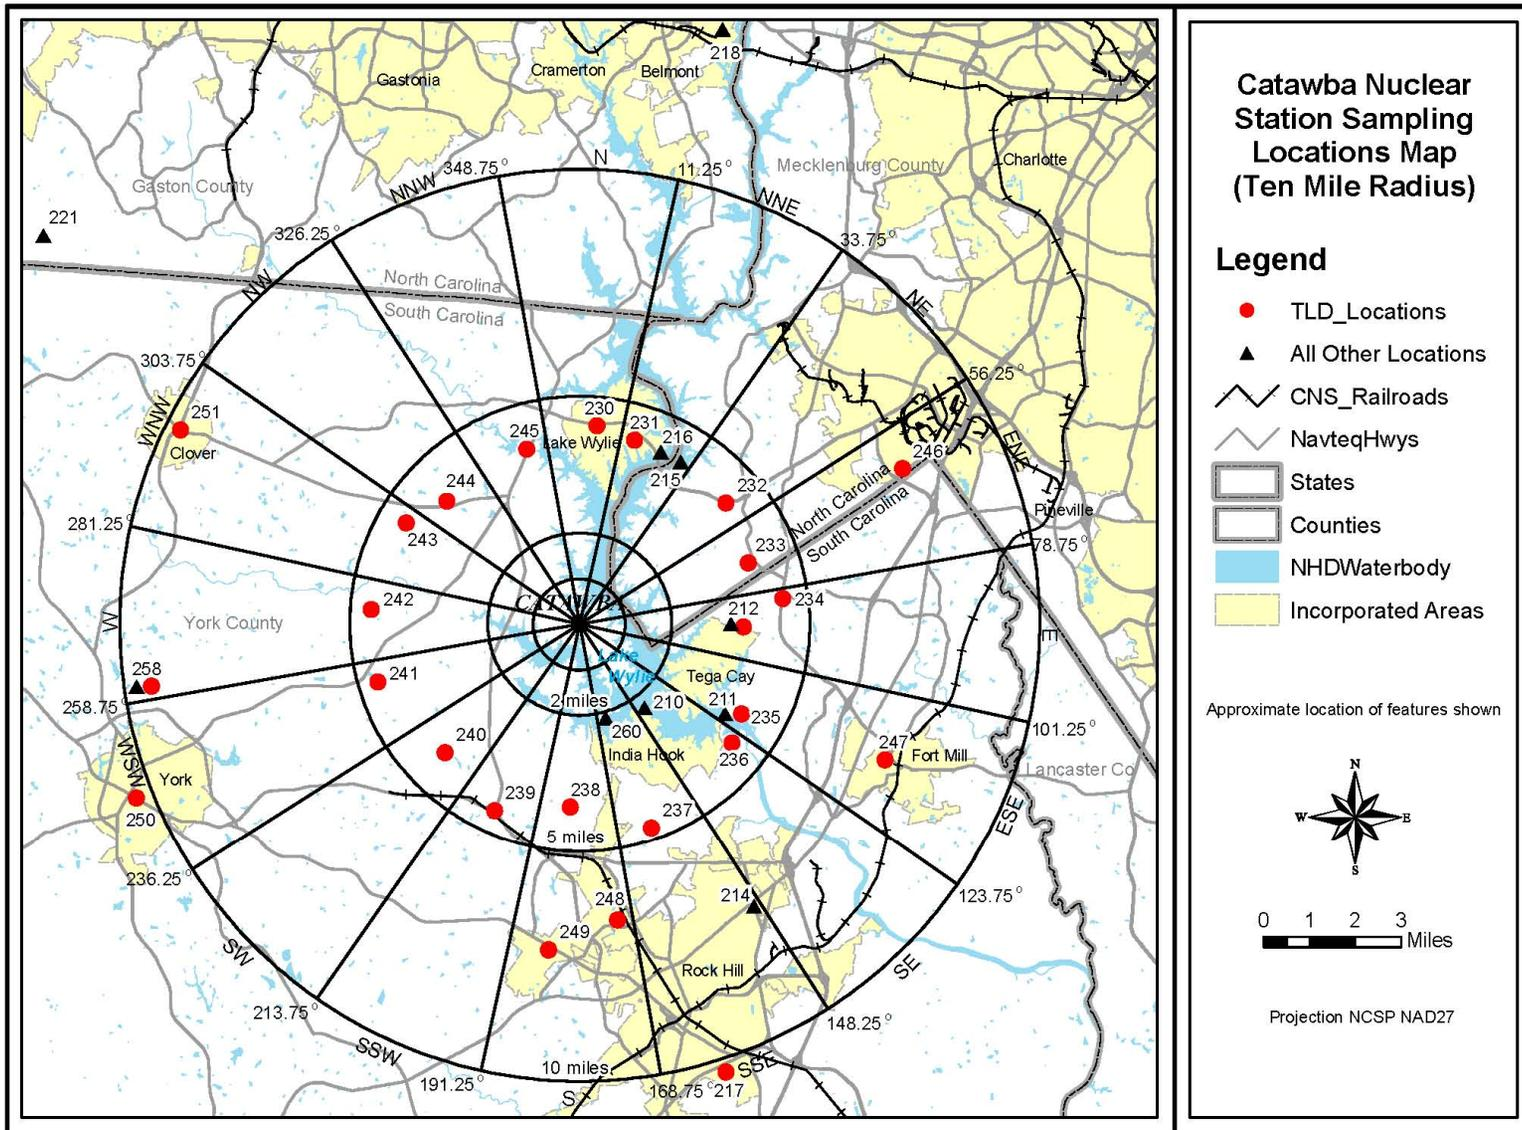 218
Gastonia
Cramerton
Belmont
Charlotte
Mecklenburg County
Gaston County
221
N
348.75°
11.25°
NNW
NNE
326.25°
33.75°
NW
NE
North Carolina
South Carolina
303.75°
56.25°
WNW
251
Clover
ENE
230
231
245
Lake Wylie
216
215
246
244
232
North Carolina
South Carolina
Pineville
281.25°
243
78.75°
233
CATAWBA
242
234
212
W
York County
E
Lake
Wylie
258
241
Tega Cay
258.75°
2 miles
210
211
235
260
101.25°
WSW
240
India Hook
236
247
Fort Mill
Lancaster Co
York
250
239
238
237
ESE
5 miles
236.25°
123.75°
248
214
249
SW
Rock Hill
SE
213.75°
148.25°
SSW
10 miles
SSE
191.25°
168.75°
217
S
Catawba Nuclear
Station Sampling
Locations Map
(Ten Mile Radius)
Legend
TLD_Locations
All Other Locations
CNS_Railroads
NavteqHwys
States
Counties
NHDWaterbody
Incorporated Areas
Approximate location of features shown
N
W
E
S
0 1 2 3
Miles
Projection NCSP NAD27